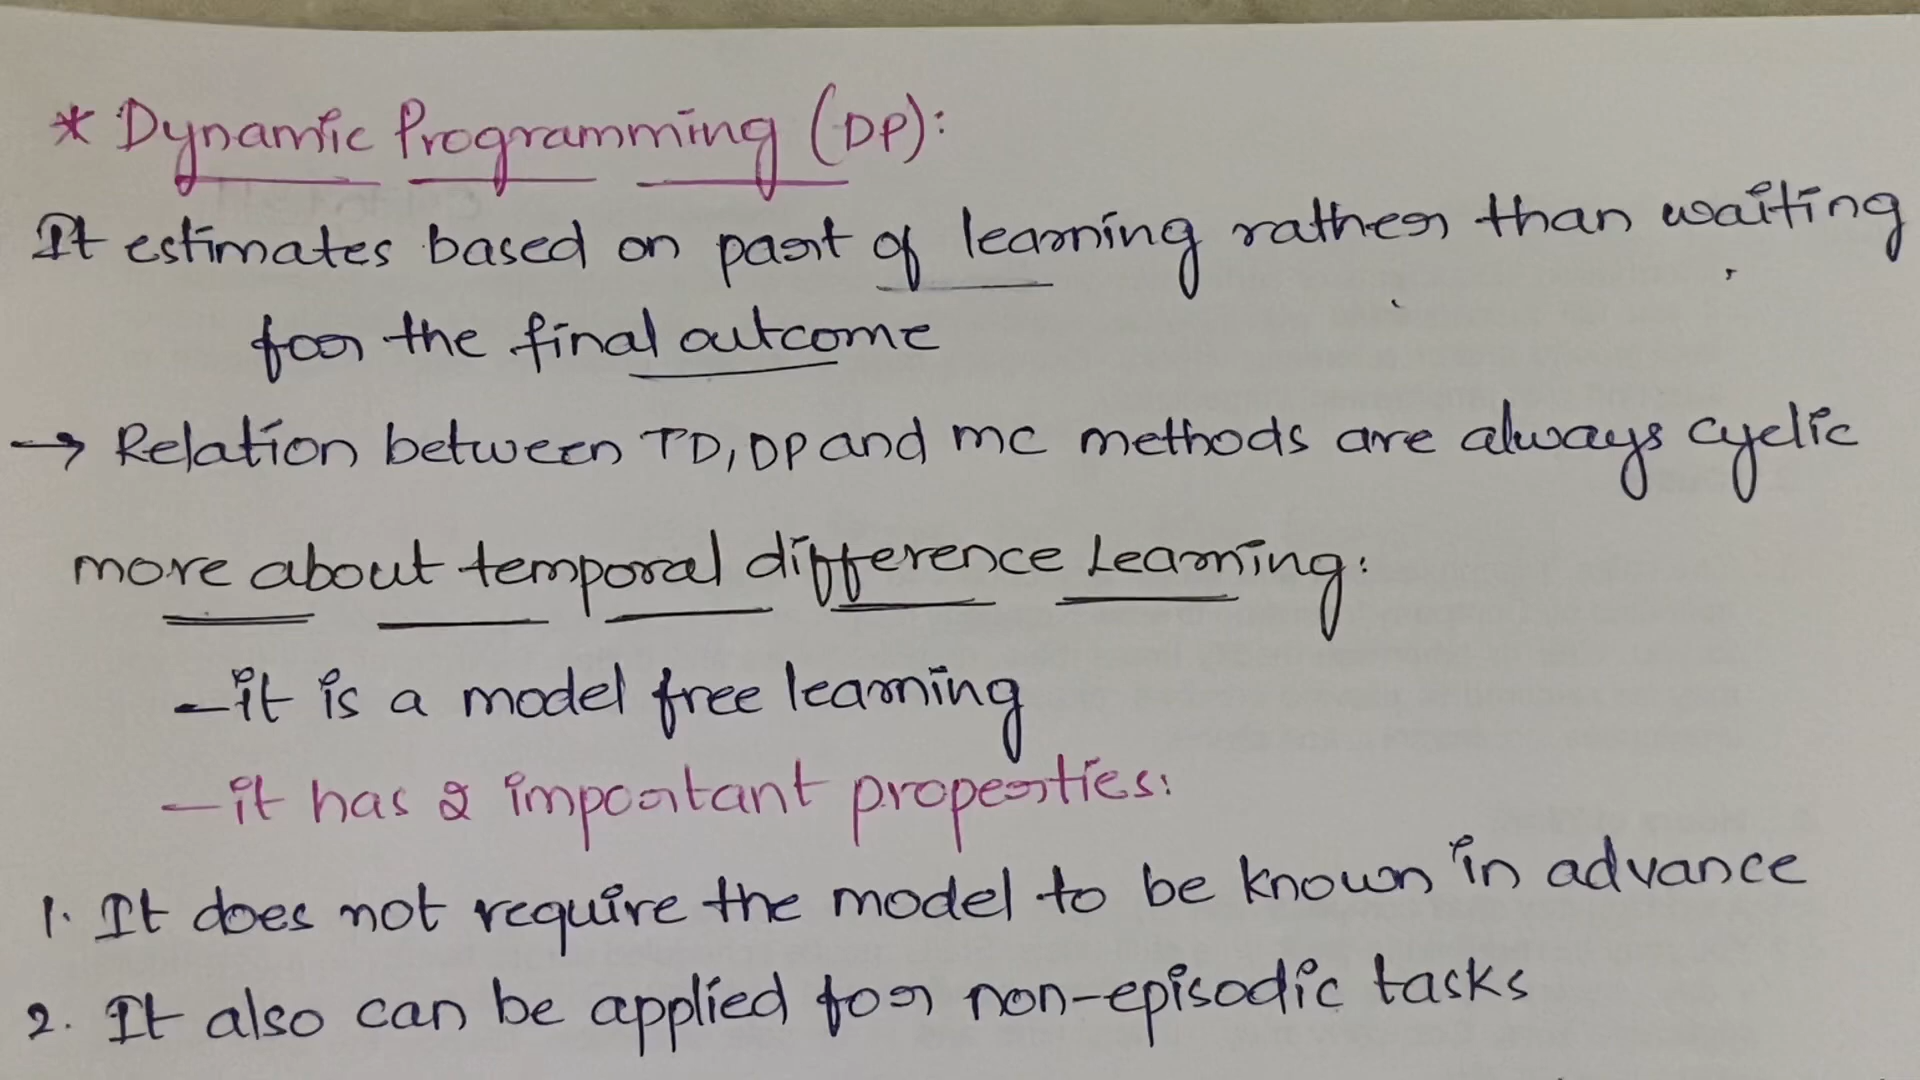 * Dynamic Programming (DP):
It estimates based on part of learning rather than waiting
for the final outcome
→ Relation between TD, DP and mc methods are always cyclic
more about temporal difference Learning:
- it is a model free learning
- it has 2 important properties:
1. It does not require the model to be known in advance
2. It also can be applied for non-episodic tasks